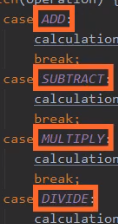 ch(operation) {
case ADD:
calculation
break;
case SUBTRACT:
calculation
break;
case MULTIPLY:
calculation
break;
case DIVIDE:
calculation